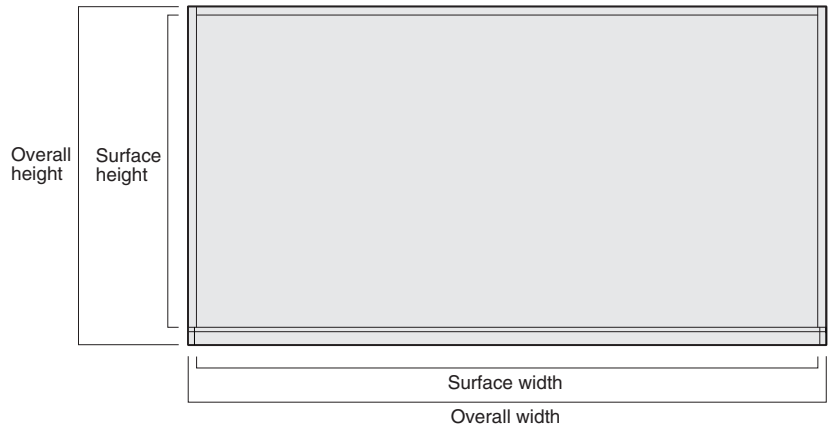 Overall
height
Surface
height
Surface width
Overall width